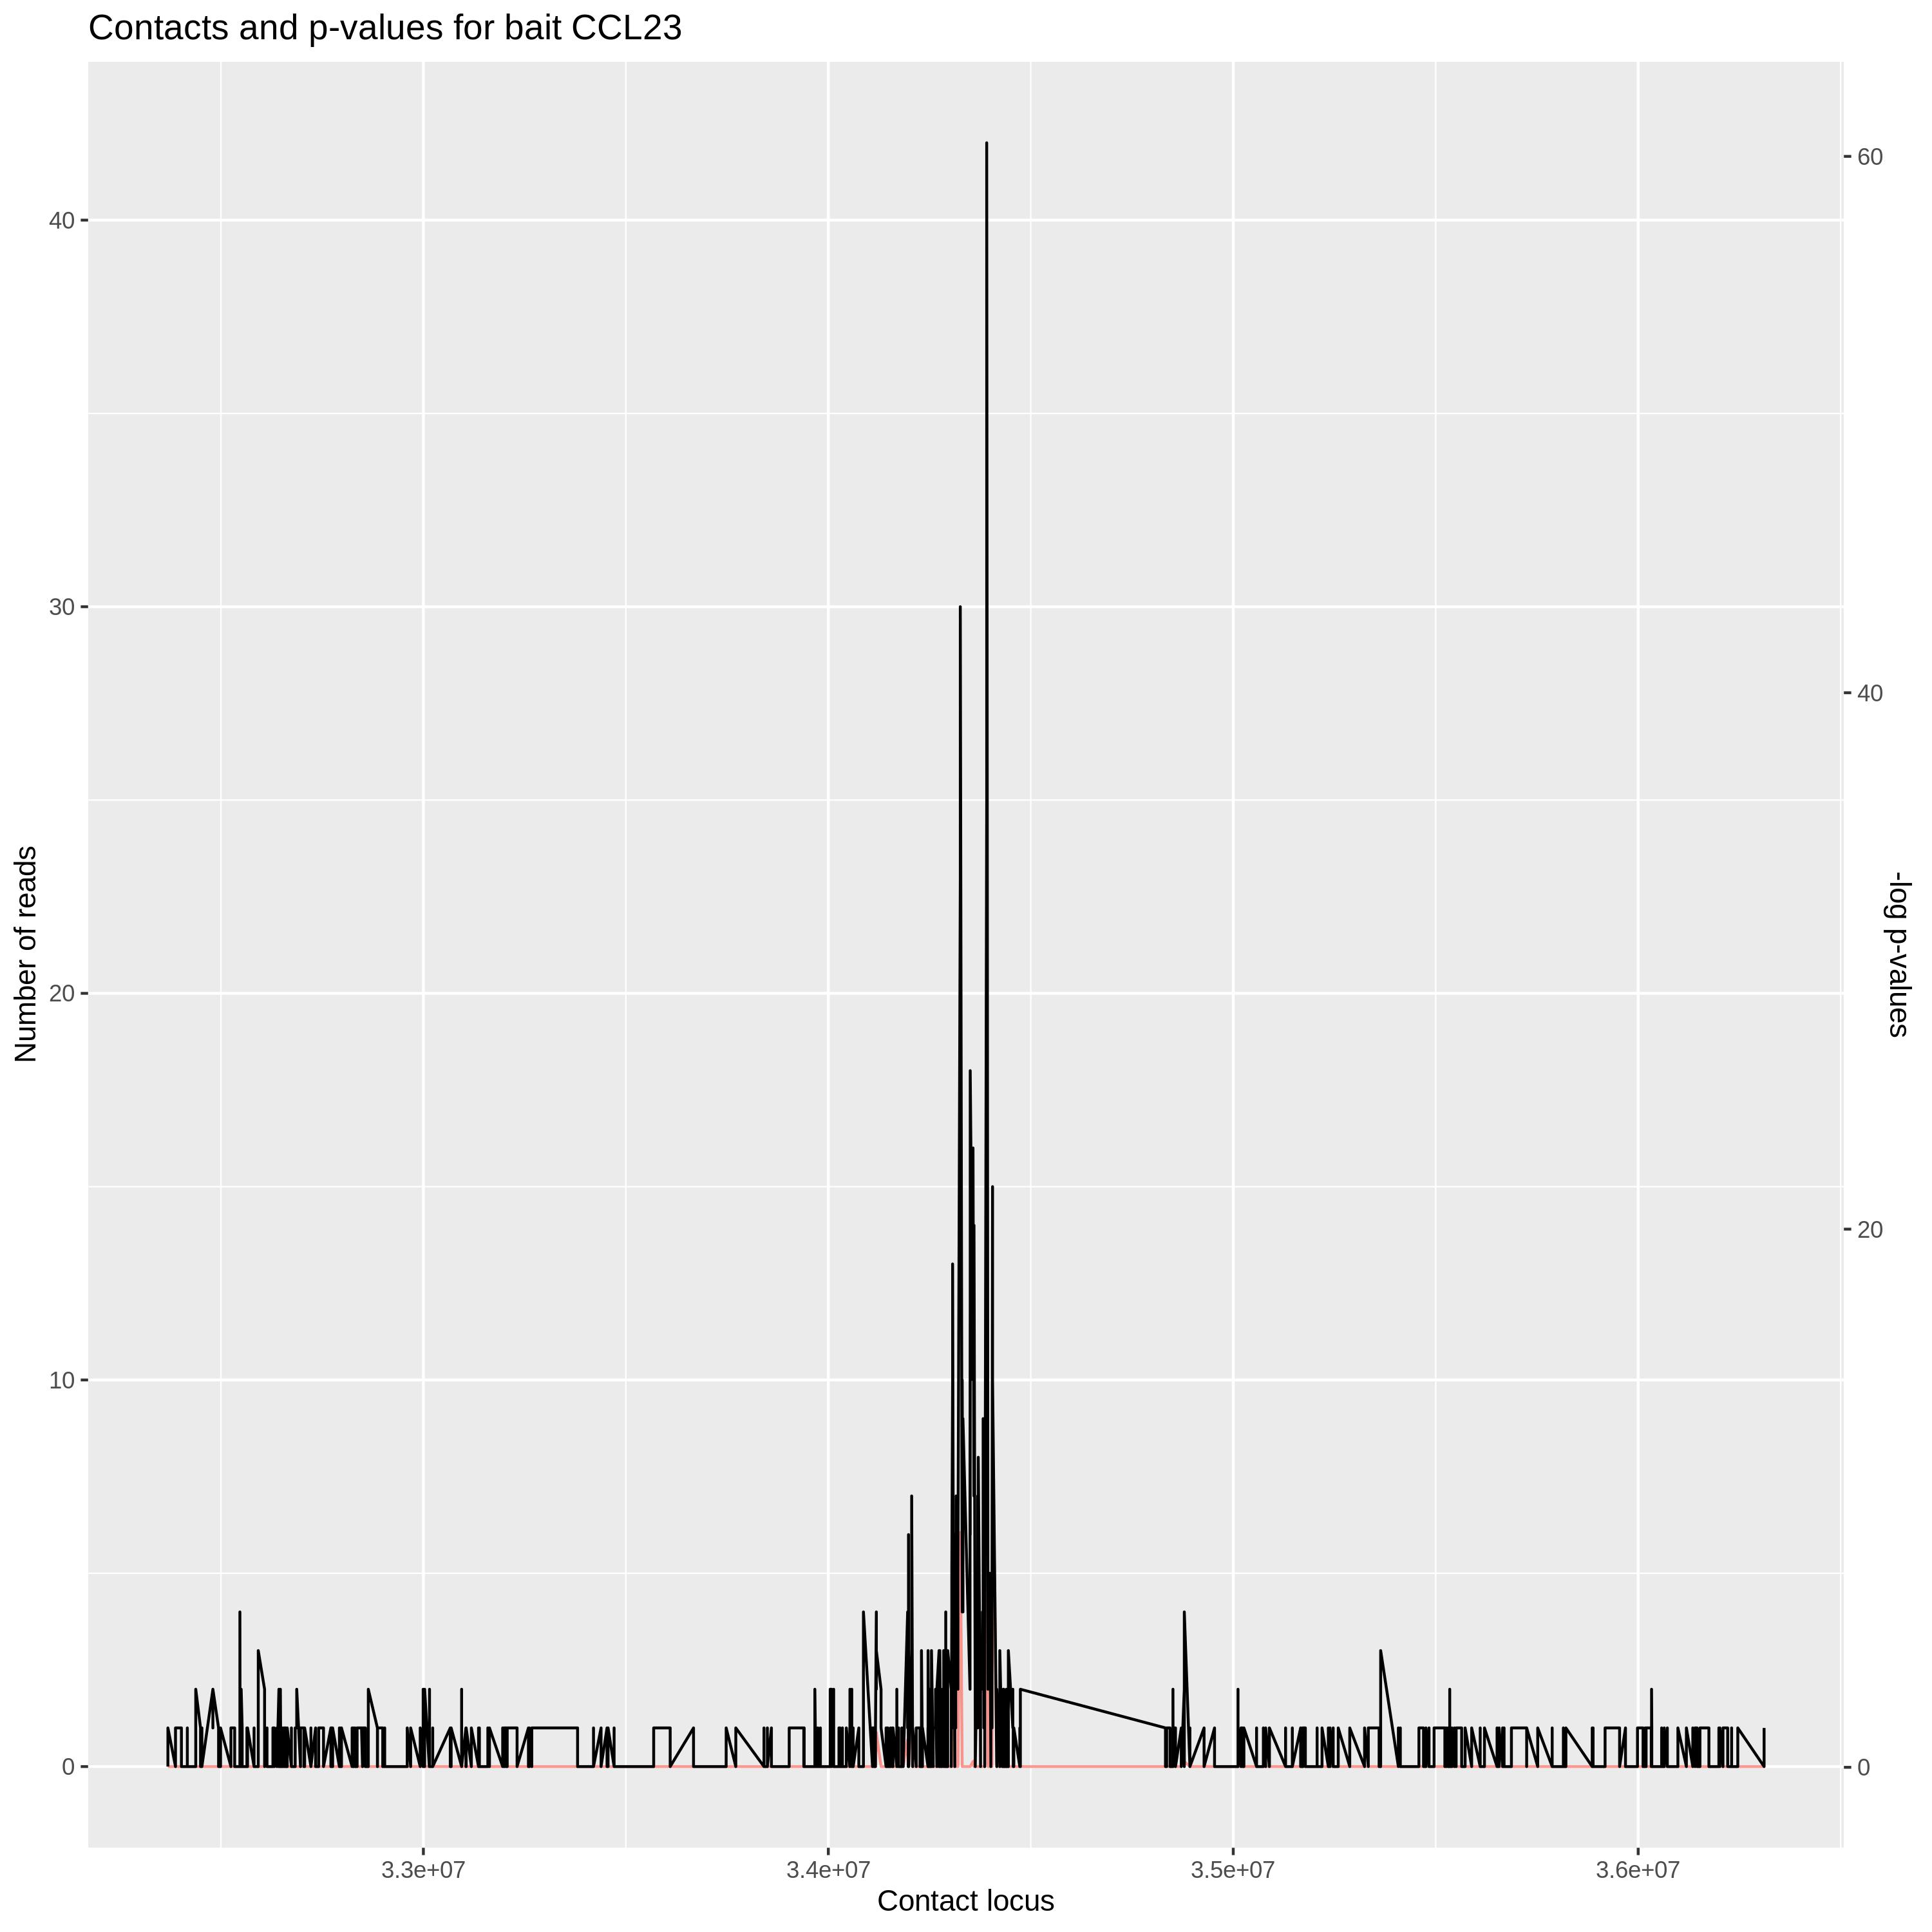 Contacts and p-values for bait CCL23
60
40
40
30
20
20
10
0
0
Number of reads
-log p-values
3.3e+07 3.4e+07 3.5e+07 3.6e+07
Contact locus